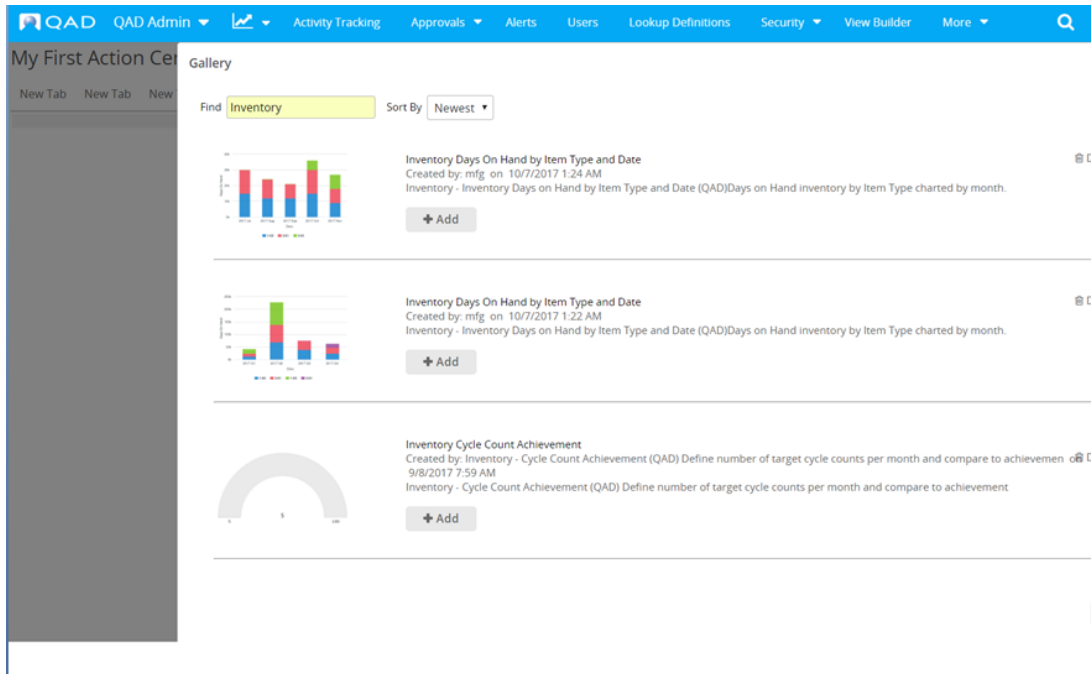 QAD QAD Admin Activity Tracking Approvals Alerts Users Lookup Definitions Security View Builder More
My First Action Cer
Gallery
New Tab New Tab New
Find Inventory Sort By Newest
Inventory Days On Hand by Item Type and Date
Created by: mfg on 10/7/2017 1:24 AM
Inventory - Inventory Days on Hand by Item Type and Date (QAD)Days on Hand inventory by Item Type charted by month.
+ Add
Inventory Days On Hand by Item Type and Date
Created by: mfg on 10/7/2017 1:22 AM
Inventory - Inventory Days on Hand by Item Type and Date (QAD)Days on Hand inventory by Item Type charted by month.
+ Add
Inventory Cycle Count Achievement
Created by: Inventory - Cycle Count Achievement (QAD) Define number of target cycle counts per month and compare to achievemen on
9/8/2017 7:59 AM
Inventory - Cycle Count Achievement (QAD) Define number of target cycle counts per month and compare to achievement
+ Add